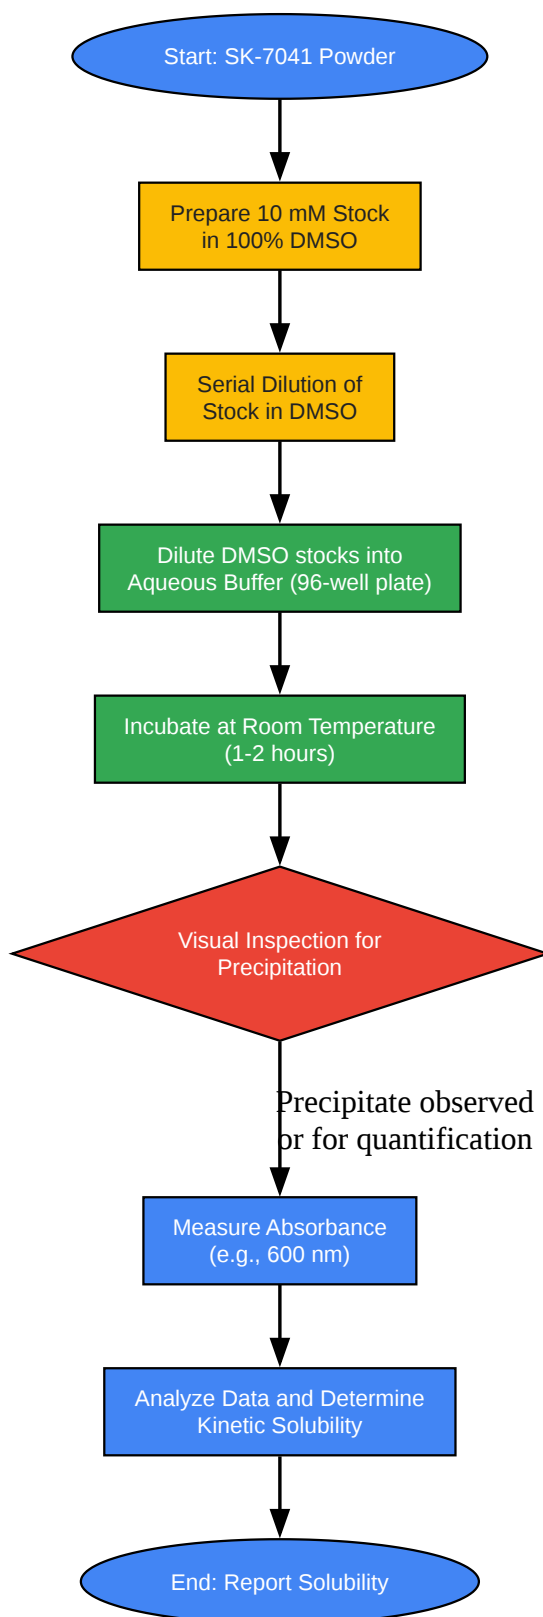 Start: SK-7041 Powder
Prepare 10 mM Stock
in 100% DMSO
Serial Dilution of
Stock in DMSO
Dilute DMSO stocks into
Aqueous Buffer (96-well plate)
Incubate at Room Temperature
(1-2 hours)
Visual Inspection for
Precipitation
Precipitate observed
or for quantification
Measure Absorbance
(e.g., 600 nm)
Analyze Data and Determine
Kinetic Solubility
End: Report Solubility